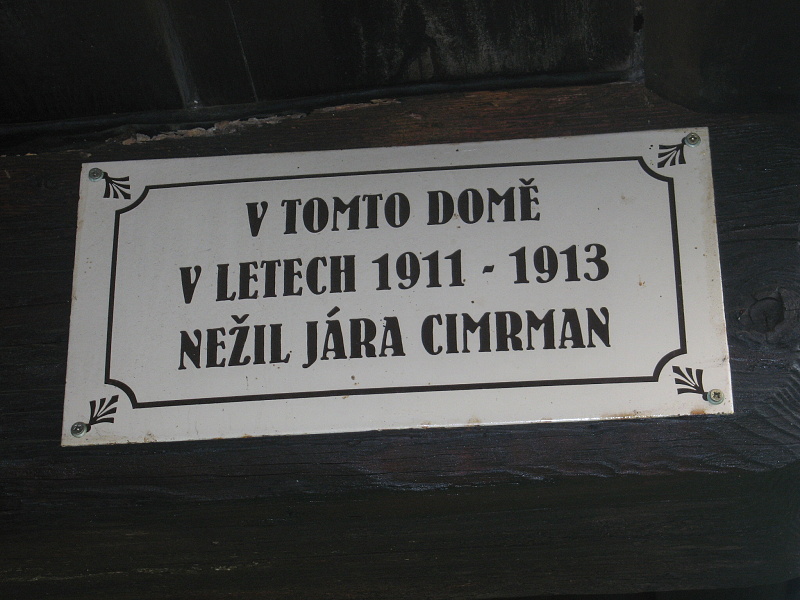 V TOMTO DOMĚ
V LETECH 1911 - 1913
NEŽIL JÁRA CIMRMAN